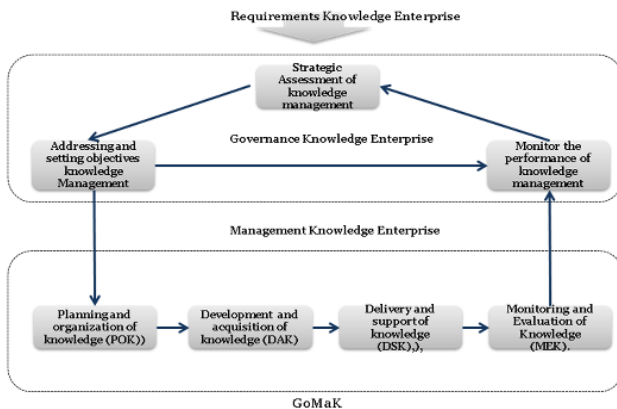 Requirements Knowledge Enterprise
Strategic
Assessment of
knowledge
management
Governance Knowledge Enterprise
Addressing and
setting objectives
knowledge
Management
Monitor the
performance of
knowledge
management
Management Knowledge Enterprise
Planning and
organization of
knowledge (POK))
Development and
acquisition of
knowledge (DAK)
Delivery and
support of
knowledge
(DSK),),
Monitoring and
Evaluation of
Knowledge
(MEK).
GoMaK